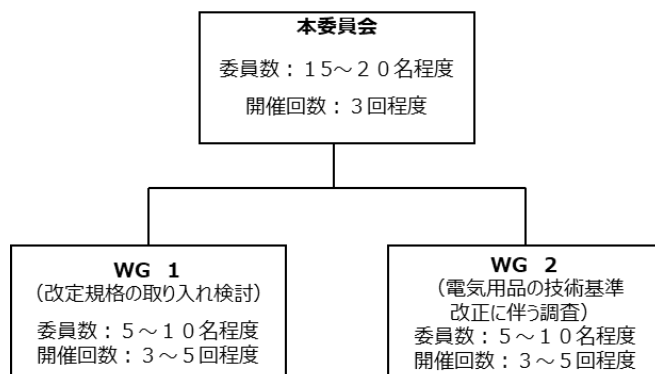 本委員会
委員数：15～２０名程度
開催回数：３回程度
WG 1
（改定規格の取り入れ検討）
委員数：５～１０名程度
開催回数：３～５回程度
WG 2
（電気用品の技術基準
改正に伴う調査）
委員数：５～１０名程度
開催回数：３～５回程度